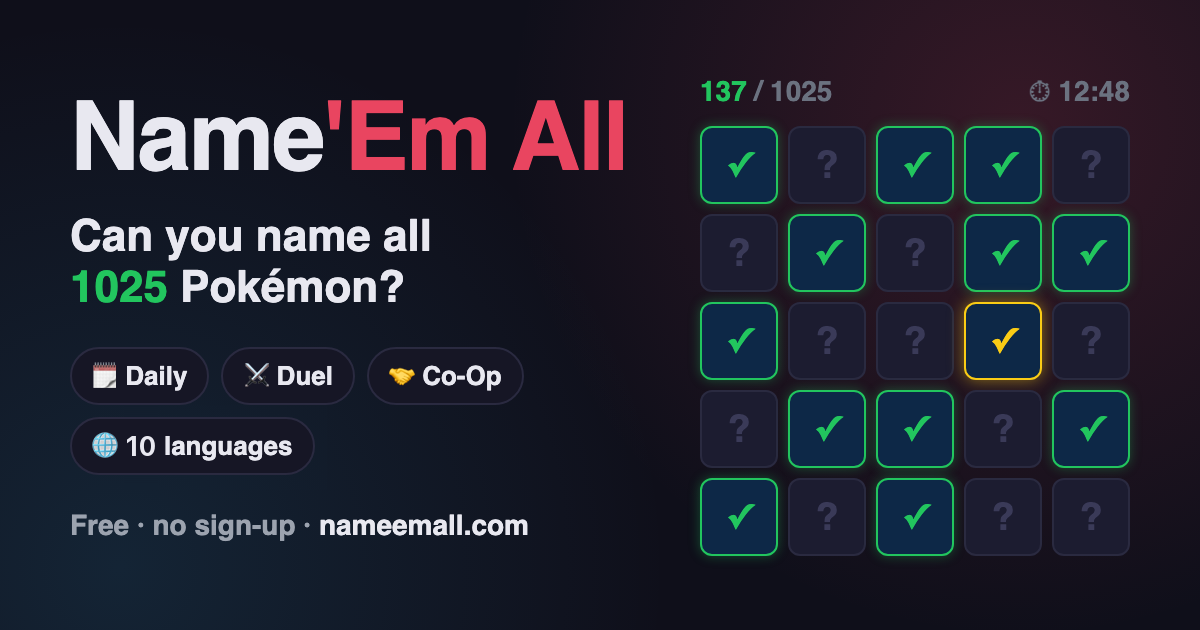 Name'Em All
Can you name all
1025 Pokémon?
Daily
Duel
Co-Op
10 languages
Free · no sign-up · nameemall.com
137 / 1025
12:48
✓ ? ✓ ✓ ?
? ✓ ? ✓ ✓
✓ ? ? ✓ ?
? ✓ ✓ ? ✓
✓ ? ✓ ? ?